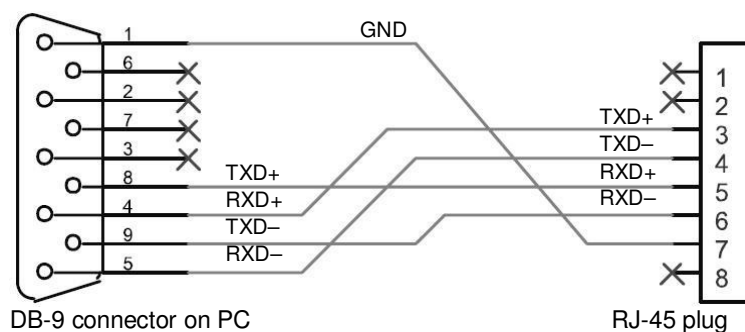 GND
1
6
2
7
3
8 TXD+
4 RXD+
9 TXD–
5 RXD–
1
2
TXD+ 3
TXD– 4
RXD+ 5
RXD– 6
7
8
DB-9 connector on PC
RJ-45 plug